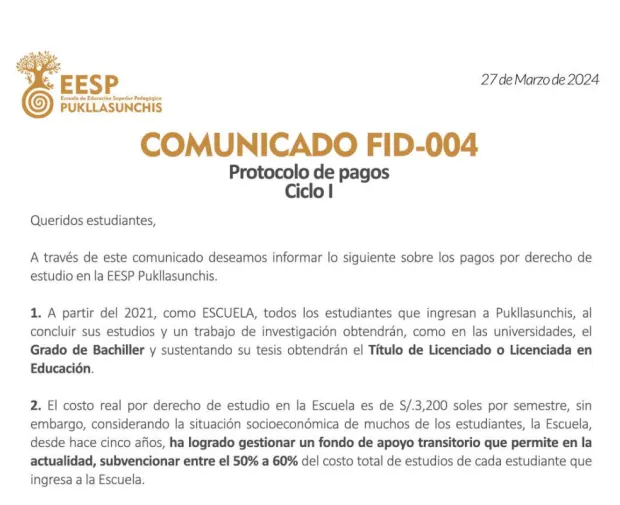 EESP
Escuela de Educación Superior Pedagógica
PUKLLASUNCHIS
27 de Marzo de 2024
COMUNICADO FID-004
Protocolo de pagos
Ciclo I
Queridos estudiantes,
A través de este comunicado deseamos informar lo siguiente sobre los pagos por derecho de
estudio en la EESP Pukllasunchis.
1. A partir del 2021, como ESCUELA, todos los estudiantes que ingresan a Pukllasunchis, al
concluir sus estudios y un trabajo de investigación obtendrán, como en las universidades, el
Grado de Bachiller y sustentando su tesis obtendrán el Título de Licenciado o Licenciada en
Educación.
2. El costo real por derecho de estudio en la Escuela es de S/.3,200 soles por semestre, sin
embargo, considerando la situación socioeconómica de muchos de los estudiantes, la Escuela,
desde hace cinco años, ha logrado gestionar un fondo de apoyo transitorio que permite en la
actualidad, subvencionar entre el 50% a 60% del costo total de estudios de cada estudiante que
ingresa a la Escuela.